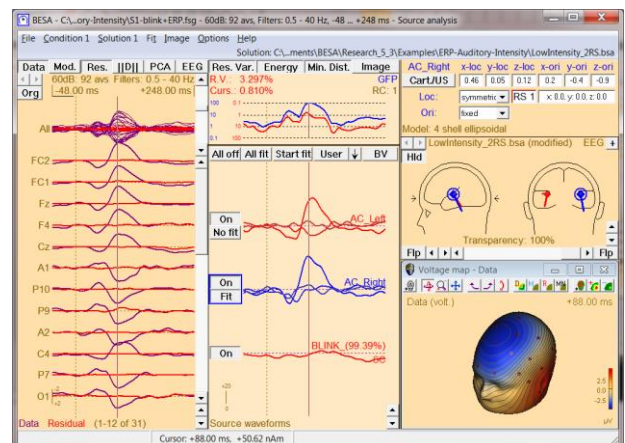 BESA - C:\...ory-Intensity\S1-blink+ERP.fsg - 60dB: 92 avs, Filters: 0.5 - 40 Hz, -48 ... +248 ms - Source analysis
File Condition 1 Solution 1 Fit Image Options Help
Solution: C:\...ments\BESA\Research_5_3\Examples\ERP-Auditory-Intensity\LowIntensity_2RS.bsa
Data Mod. Res. ||D|| PCA EEG
60dB: 92 avs Filters: 0.5 - 40 Hz
Org -48.00 ms +248.00 ms
All
FC2
FC1
Fz
F4
Cz
A1
P10
P9
A2
C4
P7
O1
Data Residual (1-12 of 31)
Res. Var. Energy Min. Dist. Image
R.V.: 3.297% GFP
Curs.: 0.810% RC: 1
All off All fit Start fit User ↓ BV
On AC_Left
No fit
On AC_Right
Fit
On BLINK_(99.39%)
+20
0
Source waveforms
AC_Right x-loc y-loc z-loc x-ori y-ori z-ori
Cart./US 0.46 0.05 0.12 0.2 -0.4 -0.9
Loc: symmetric RS 1 x: 0.0, y: 0.0, z: 0.0
Ori: fixed
Model: 4 shell ellipsoidal
LowIntensity_2RS.bsa (modified) EEG +
Hld
Transparency: 100%
Flp Flp
Voltage map - Data
Data (volt.) +88.00 ms
2.5
0.0
-2.5
µV
Cursor: +88.00 ms, +50.62 nAm